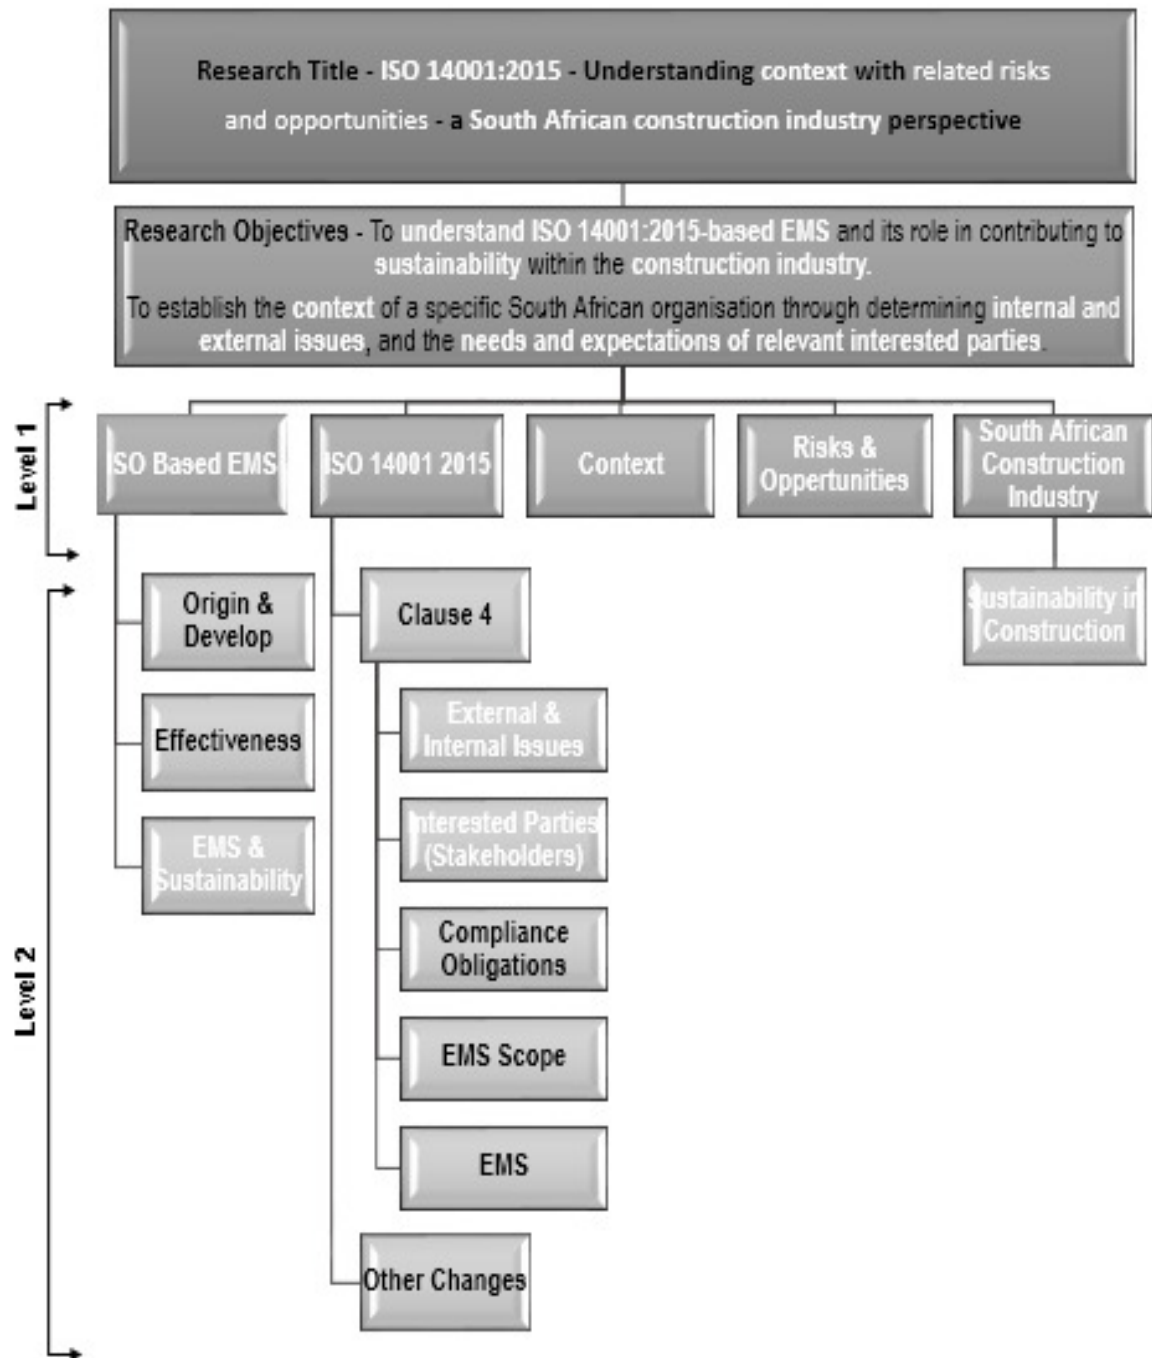 Research Title - ISO 14001:2015 - Understanding context with related risks
and opportunities - a South African construction industry perspective
Research Objectives - To understand ISO 14001:2015-based EMS and its role in contributing to
sustainability within the construction industry.
To establish the context of a specific South African organisation through determining internal and
external issues, and the needs and expectations of relevant interested parties.
Level 1
ISO Based EMS
ISO 14001 2015
Context
Risks &
Oppertunities
South African
Construction
Industry
Level 2
Origin &
Develop
Effectiveness
EMS &
Sustainability
Clause 4
External &
Internal Issues
Interested Parties
(Stakeholders)
Compliance
Obligations
EMS Scope
EMS
Other Changes
Sustainability in
Construction